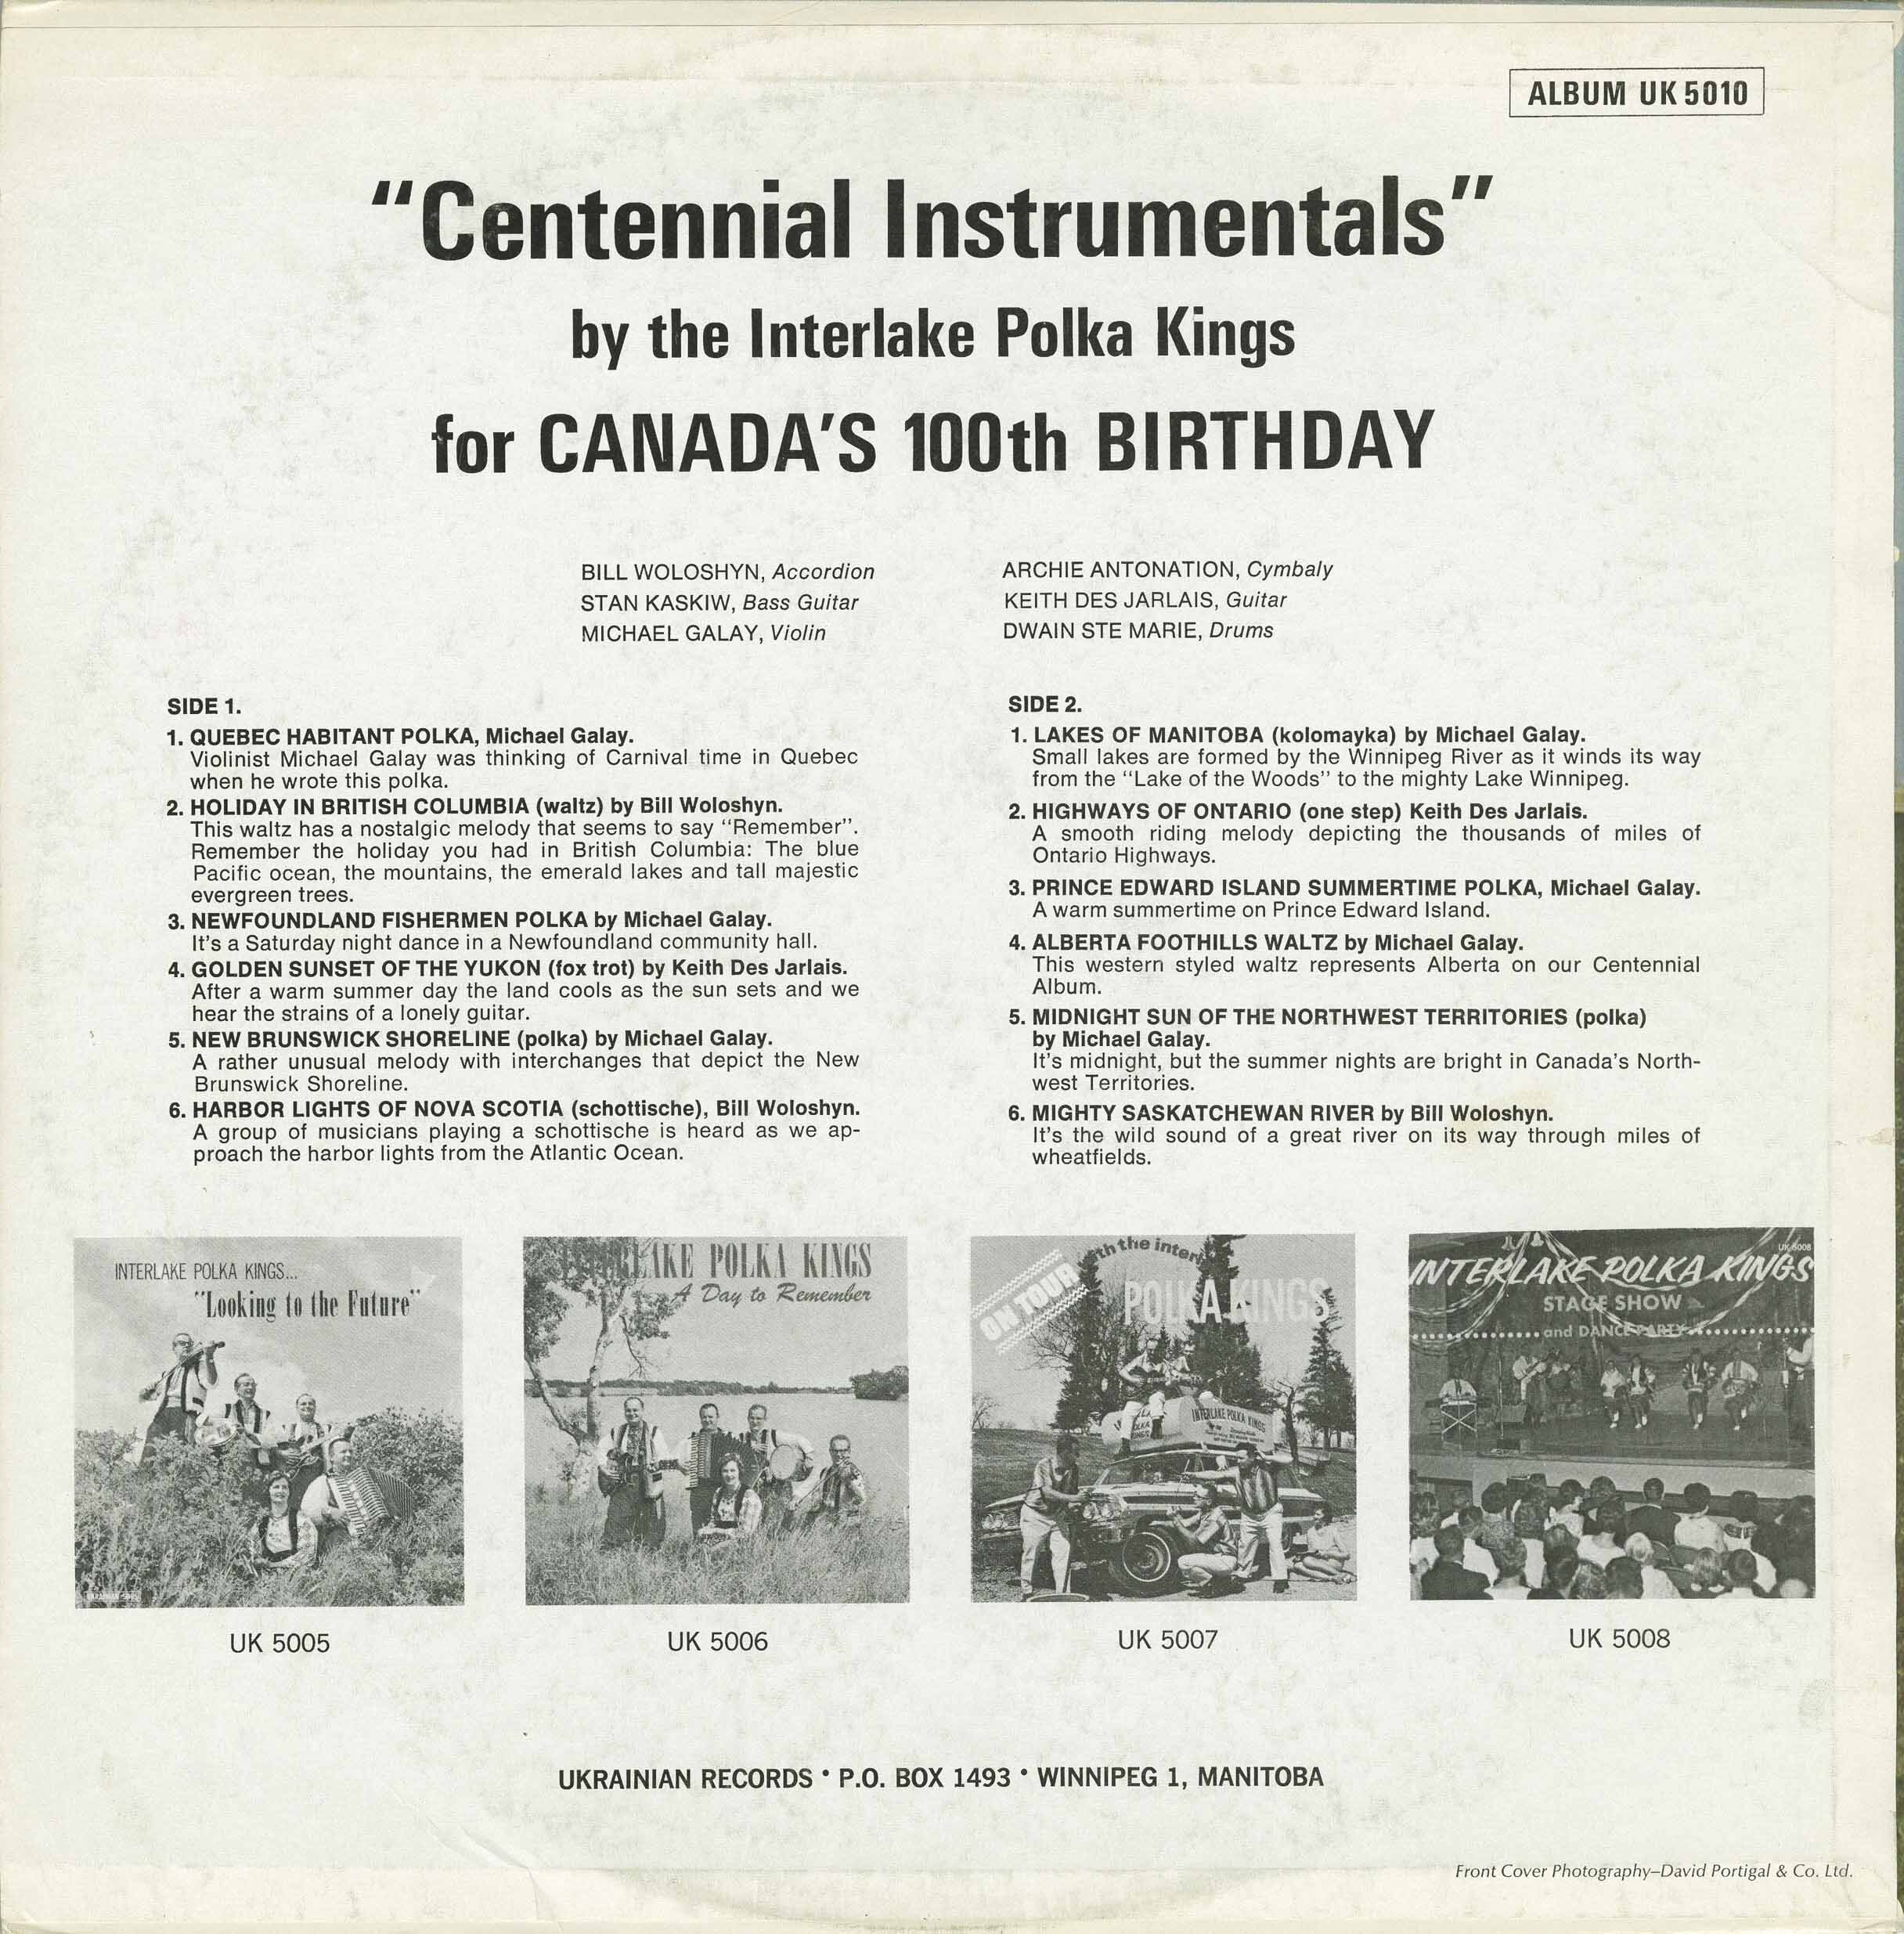 ALBUM UK 5010
“Centennial Instrumentals”
by the Interlake Polka Kings
for CANADA'S 100th BIRTHDAY
BILL WOLOSHYN, Accordion
STAN KASKIW, Bass Guitar
MICHAEL GALAY, Violin
ARCHIE ANTONATION, Cymbaly
KEITH DES JARLAIS, Guitar
DWAIN STE MARIE, Drums
SIDE 1.
1. QUEBEC HABITANT POLKA, Michael Galay.
Violinist Michael Galay was thinking of Carnival time in Quebec
when he wrote this polka.
2. HOLIDAY IN BRITISH COLUMBIA (waltz) by Bill Woloshyn.
This waltz has a nostalgic melody that seems to say “Remember”.
Remember the holiday you had in British Columbia: The blue
Pacific ocean, the mountains, the emerald lakes and tall majestic
evergreen trees.
3. NEWFOUNDLAND FISHERMEN POLKA by Michael Galay.
It's a Saturday night dance in a Newfoundland community hall.
4. GOLDEN SUNSET OF THE YUKON (fox trot) by Keith Des Jarlais.
After a warm summer day the land cools as the sun sets and we
hear the strains of a lonely guitar.
5. NEW BRUNSWICK SHORELINE (polka) by Michael Galay.
A rather unusual melody with interchanges that depict the New
Brunswick Shoreline.
6. HARBOR LIGHTS OF NOVA SCOTIA (schottische), Bill Woloshyn.
A group of musicians playing a schottische is heard as we ap-
proach the harbor lights from the Atlantic Ocean.
SIDE 2.
1. LAKES OF MANITOBA (kolomayka) by Michael Galay.
Small lakes are formed by the Winnipeg River as it winds its way
from the “Lake of the Woods” to the mighty Lake Winnipeg.
2. HIGHWAYS OF ONTARIO (one step) Keith Des Jarlais.
A smooth riding melody depicting the thousands of miles of
Ontario Highways.
3. PRINCE EDWARD ISLAND SUMMERTIME POLKA, Michael Galay.
A warm summertime on Prince Edward Island.
4. ALBERTA FOOTHILLS WALTZ by Michael Galay.
This western styled waltz represents Alberta on our Centennial
Album.
5. MIDNIGHT SUN OF THE NORTHWEST TERRITORIES (polka)
by Michael Galay.
It's midnight, but the summer nights are bright in Canada's North-
west Territories.
6. MIGHTY SASKATCHEWAN RIVER by Bill Woloshyn.
It's the wild sound of a great river on its way through miles of
wheatfields.
INTERLAKE POLKA KINGS...
“Looking to the Future”
INTERLAKE POLKA KINGS
A Day to Remember
ON TOUR
with the inter
POLKA KINGS
INTERLAKE POLKA KINGS
UK 5008
INTERLAKE POLKA KINGS
STAGE SHOW
and DANCE PARTY
UK 5005
UK 5006
UK 5007
UK 5008
UKRAINIAN RECORDS • P.O. BOX 1493 • WINNIPEG 1, MANITOBA
Front Cover Photography–David Portigal & Co. Ltd.